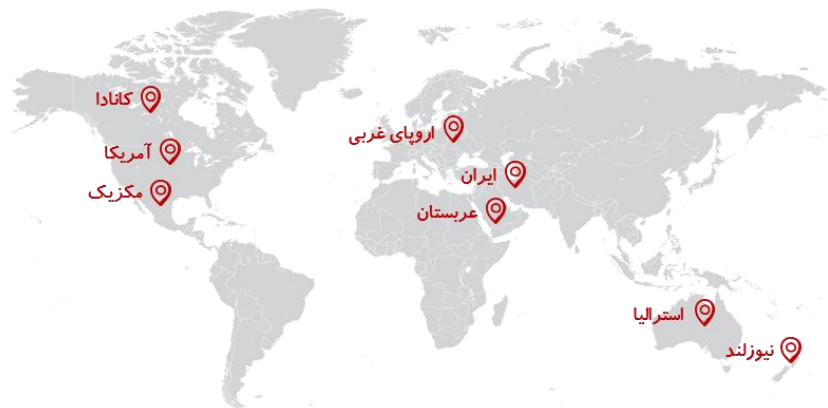 کانادا
آمریکا
مکزیک
اروپای غربی
ایران
عربستان
استرالیا
نیوزلند